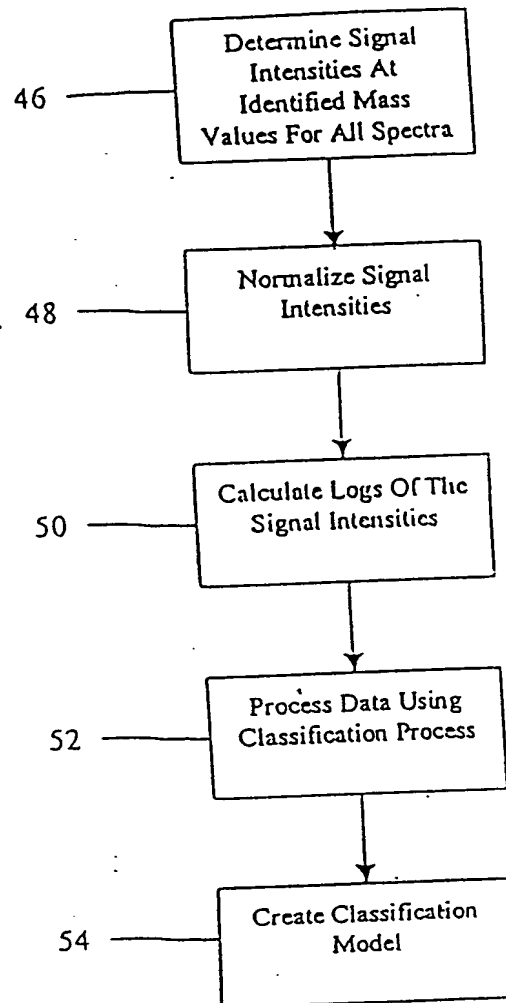 Determine Signal
Intensities At
Identified Mass
Values For All Spectra
46
Normalize Signal
Intensities
48
Calculate Logs Of The
Signal Intensities
50
Process Data Using
Classification Process
52
Create Classification
Model
54